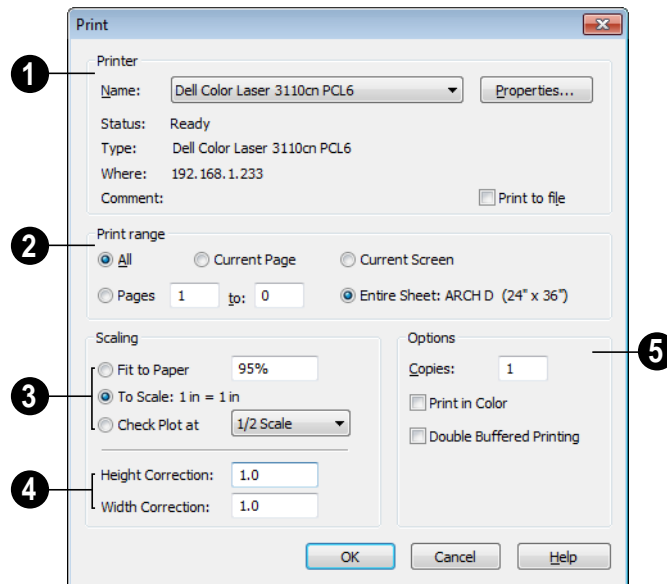 Print
1
Printer
Name: Dell Color Laser 3110cn PCL6 Properties...
Status: Ready
Type: Dell Color Laser 3110cn PCL6
Where: 192.168.1.233
Comment: Print to file
2
Print range
All Current Page Current Screen
Pages 1 to: 0 Entire Sheet: ARCH D (24" x 36")
Scaling
3
Fit to Paper 95%
To Scale: 1 in = 1 in
Check Plot at 1/2 Scale
4
Height Correction: 1.0
Width Correction: 1.0
Options
5
Copies: 1
Print in Color
Double Buffered Printing
OK Cancel Help